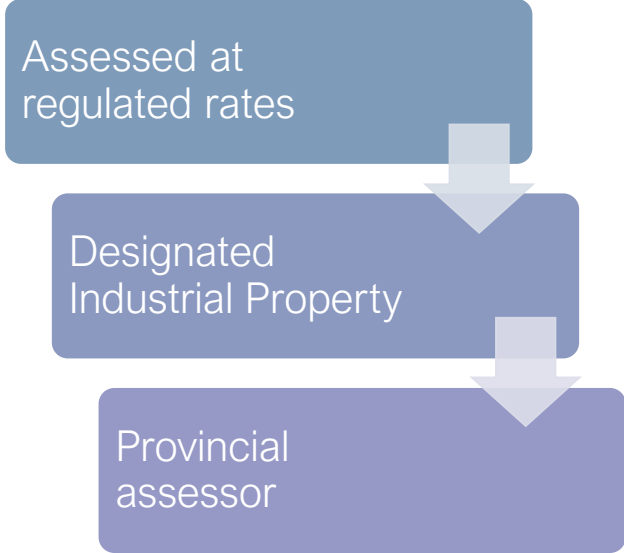 Assessed at
regulated rates
Designated
Industrial Property
Provincial
assessor